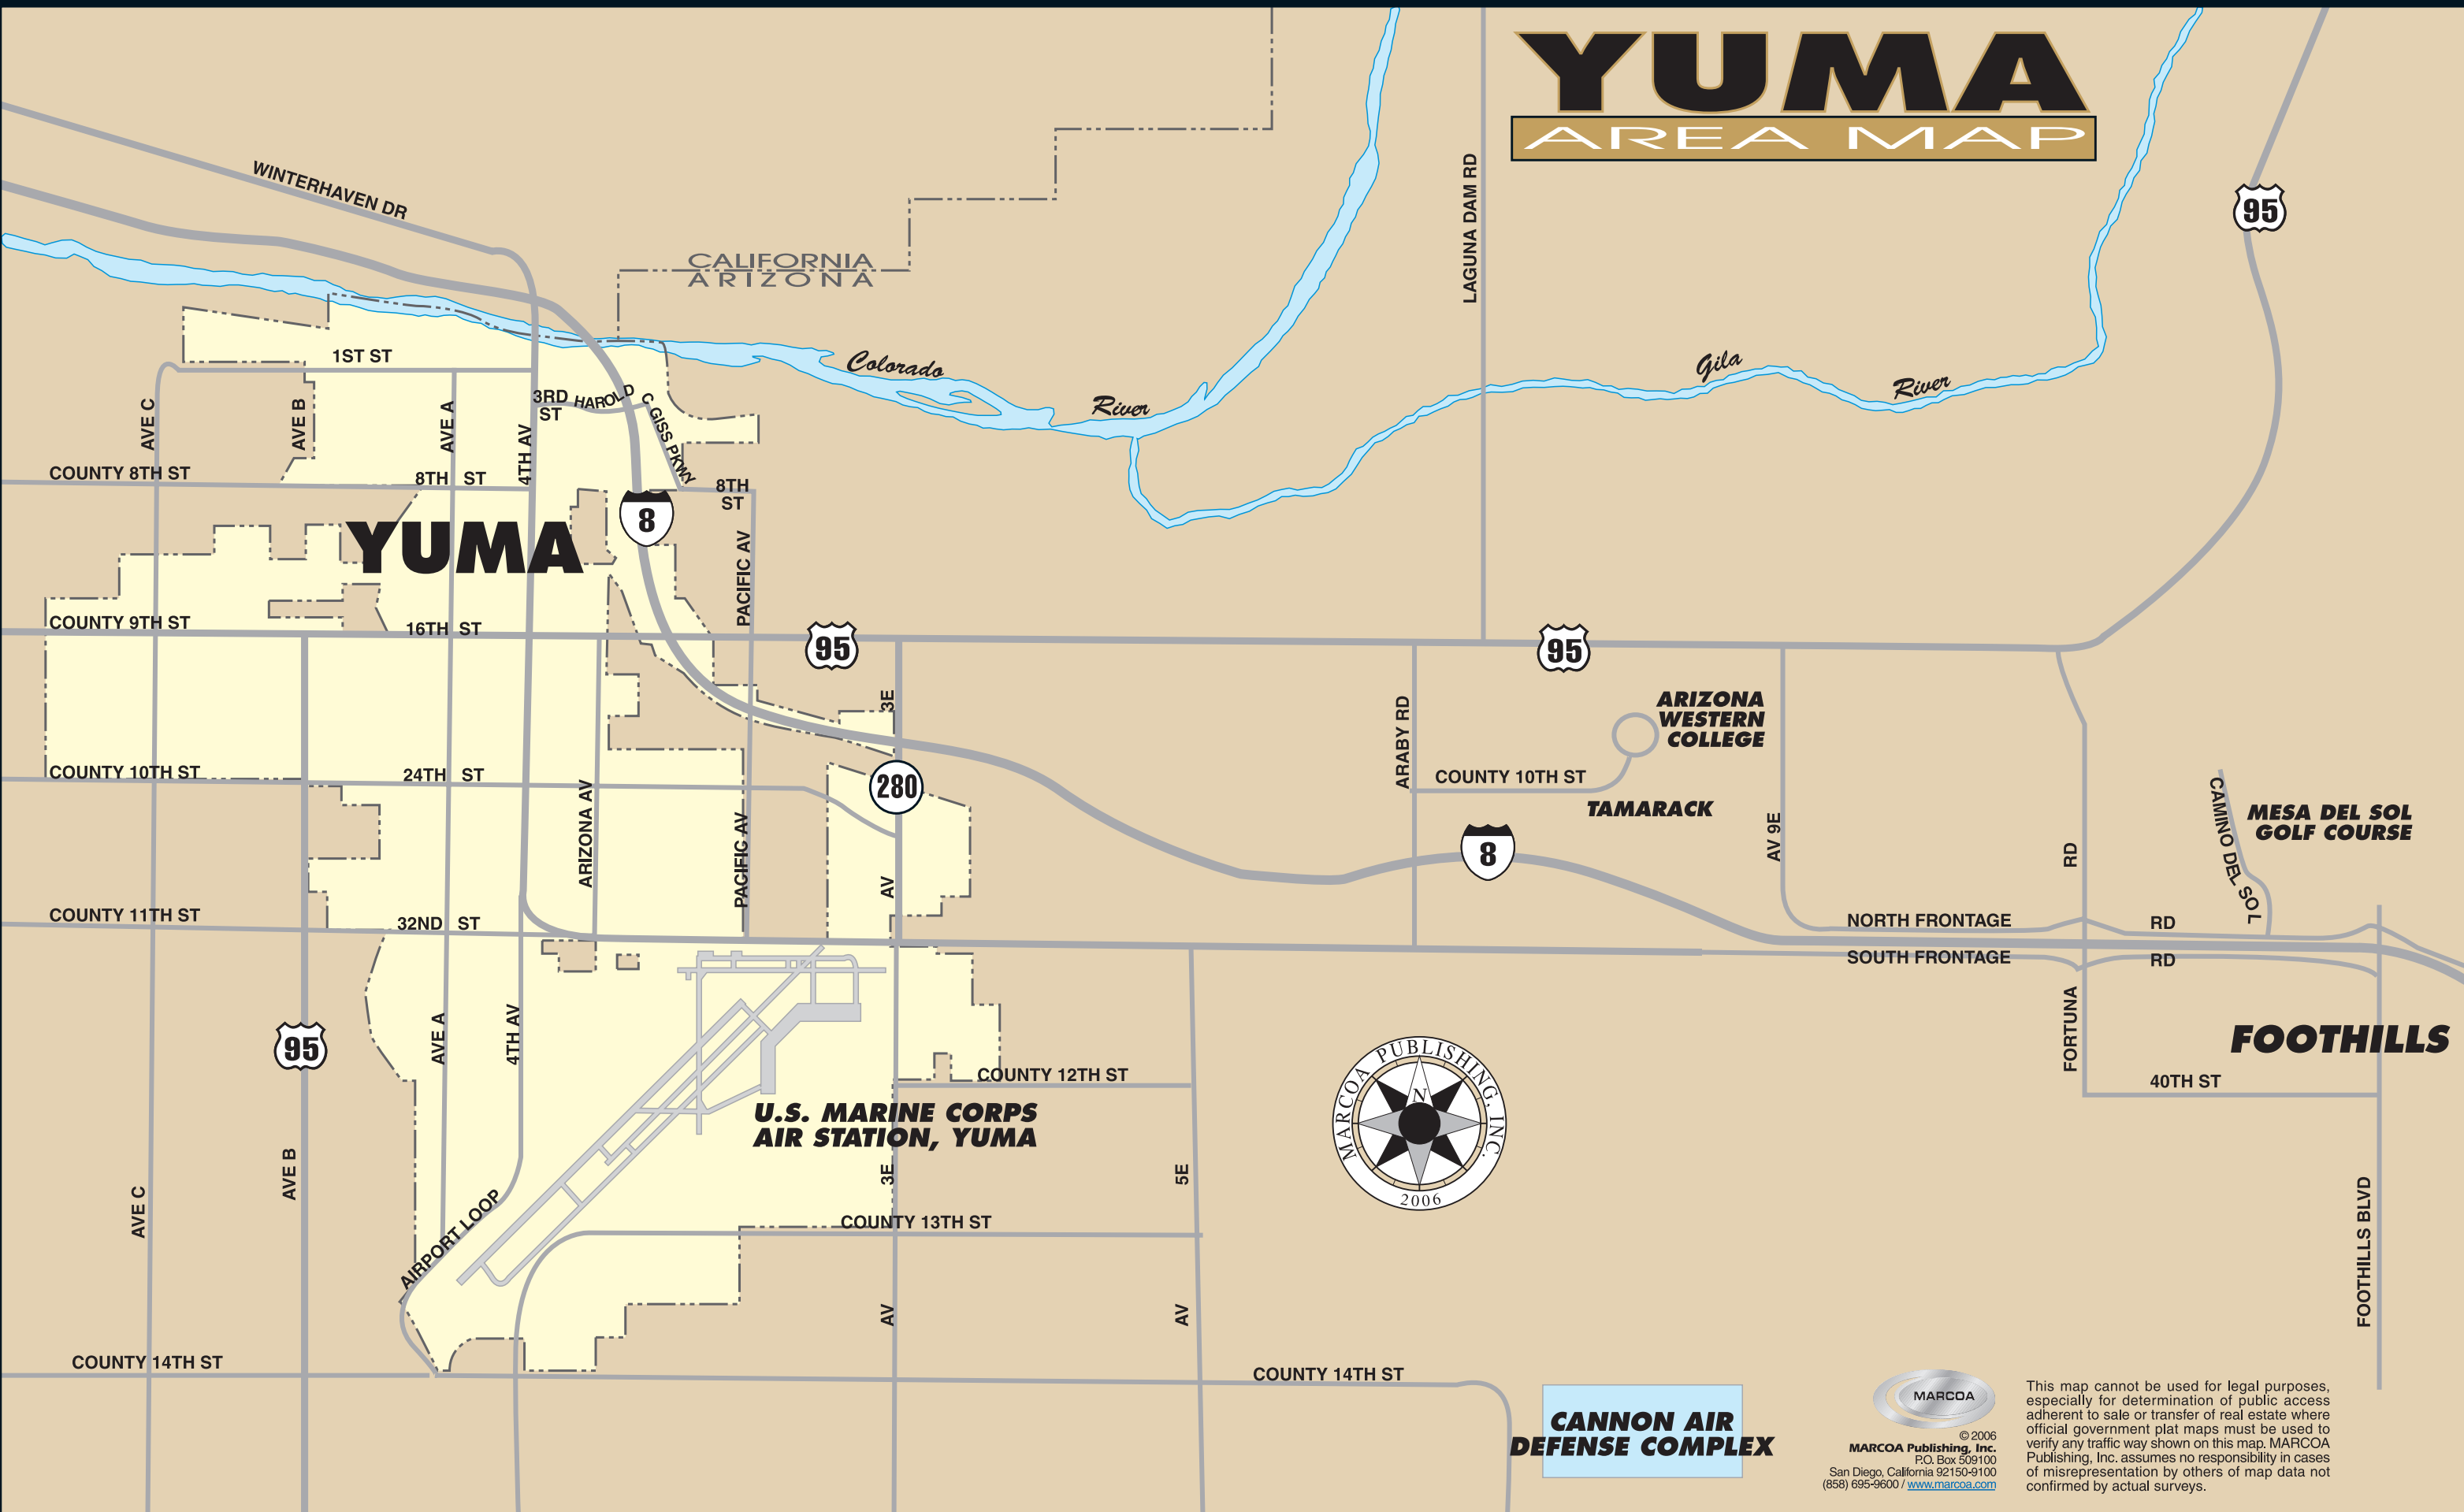 YUMA
AREA MAP
WINTERHAVEN DR
CALIFORNIA
ARIZONA
LAGUNA DAM RD
95
Colorado
River
Gila
River
1ST ST
3RD
ST
HAROLD C GISS PKWY
AVE C
AVE B
AVE A
4TH AV
COUNTY 8TH ST
8TH ST
8TH
ST
8
YUMA
PACIFIC AV
COUNTY 9TH ST
16TH ST
95
95
3E
ARABY RD
ARIZONA
WESTERN
COLLEGE
COUNTY 10TH ST
24TH ST
280
COUNTY 10TH ST
TAMARACK
CAMINO DEL SOL
MESA DEL SOL
GOLF COURSE
ARIZONA AV
PACIFIC AV
AV
8
AV 9E
RD
COUNTY 11TH ST
32ND ST
NORTH FRONTAGE
RD
SOUTH FRONTAGE
RD
95
AVE A
4TH AV
FORTUNA
FOOTHILLS
COUNTY 12TH ST
40TH ST
U.S. MARINE CORPS
AIR STATION, YUMA
MARCOA PUBLISHING, INC.
N
2006
AVE C
AVE B
3E
5E
AIRPORT LOOP
COUNTY 13TH ST
FOOTHILLS BLVD
AV
AV
COUNTY 14TH ST
COUNTY 14TH ST
CANNON AIR
DEFENSE COMPLEX
MARCOA
© 2006
MARCOA Publishing, Inc.
P.O. Box 509100
San Diego, California 92150-9100
(858) 695-9600 / www.marcoa.com
This map cannot be used for legal purposes,
especially for determination of public access
adherent to sale or transfer of real estate where
official government plat maps must be used to
verify any traffic way shown on this map. MARCOA
Publishing, Inc. assumes no responsibility in cases
of misrepresentation by others of map data not
confirmed by actual surveys.